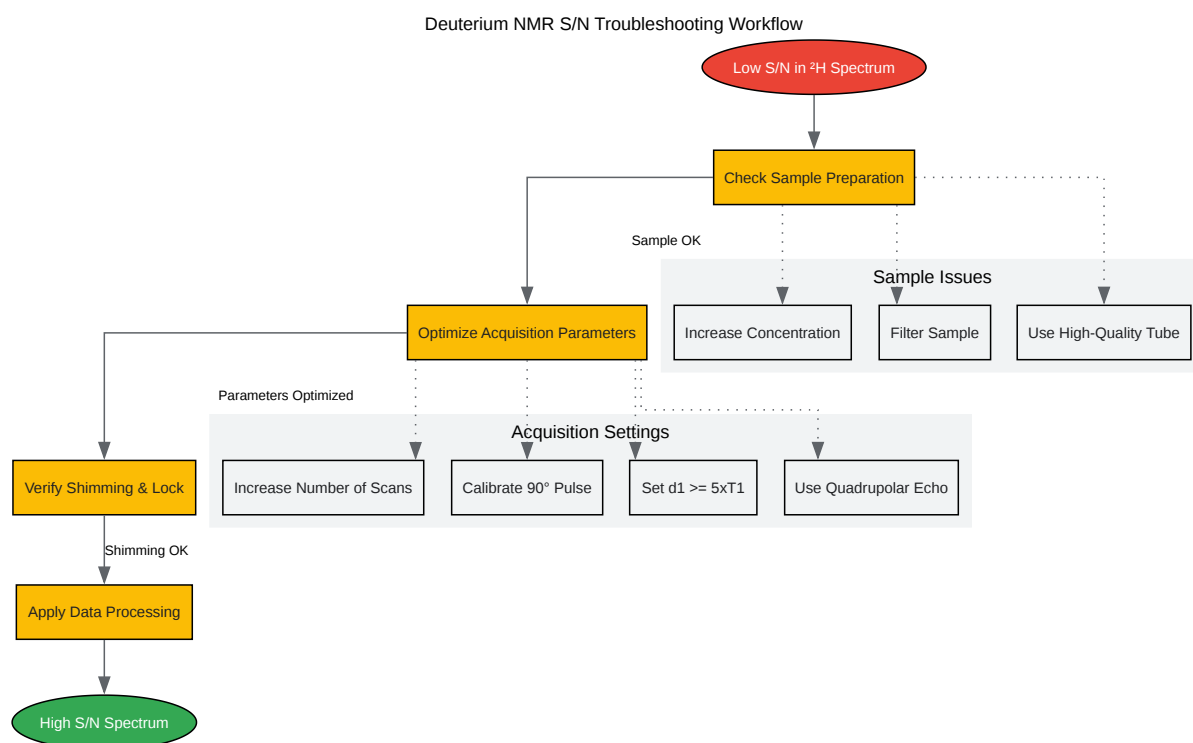 Deuterium NMR S/N Troubleshooting Workflow
Low S/N in ²H Spectrum
Check Sample Preparation
Sample OK
Sample Issues
Increase Concentration
Filter Sample
Use High-Quality Tube
Optimize Acquisition Parameters
Parameters Optimized
Acquisition Settings
Increase Number of Scans
Calibrate 90° Pulse
Set d1 >= 5xT1
Use Quadrupolar Echo
Verify Shimming & Lock
Shimming OK
Apply Data Processing
High S/N Spectrum